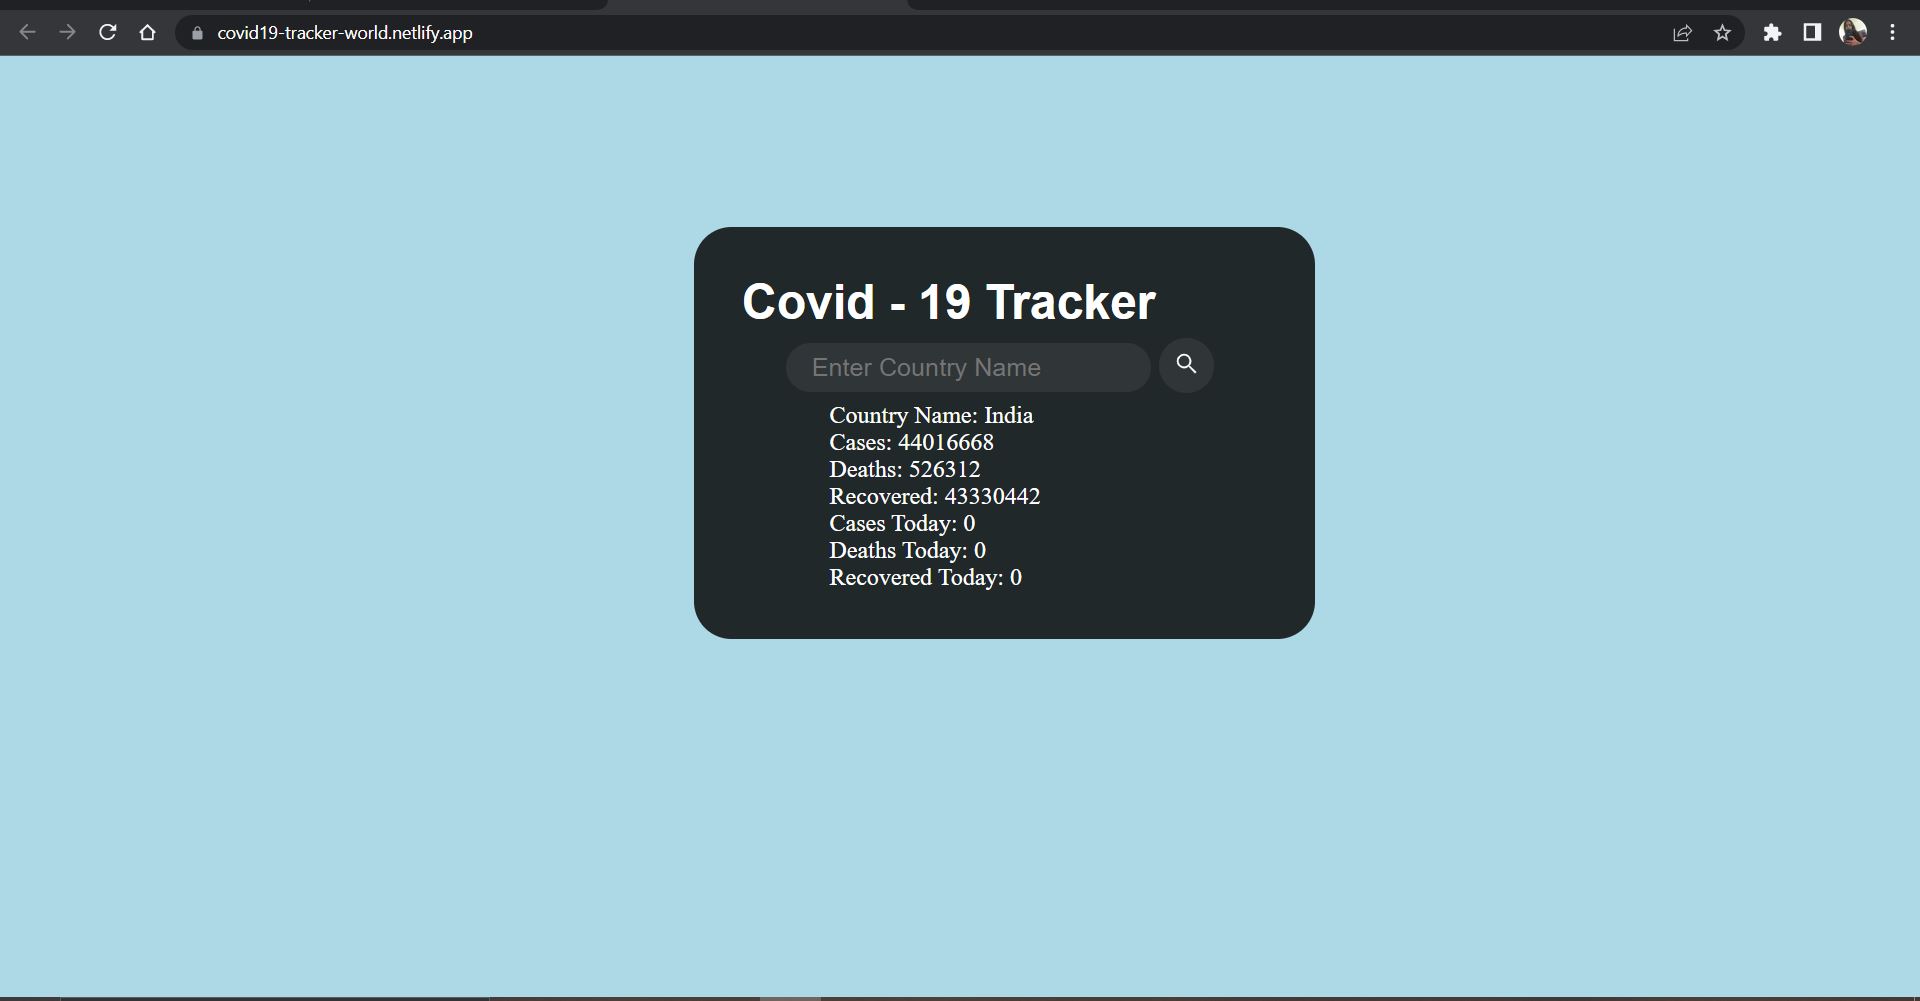 covid19-tracker-world.netlify.app
Covid - 19 Tracker
Enter Country Name
Country Name: India
Cases: 44016668
Deaths: 526312
Recovered: 43330442
Cases Today: 0
Deaths Today: 0
Recovered Today: 0